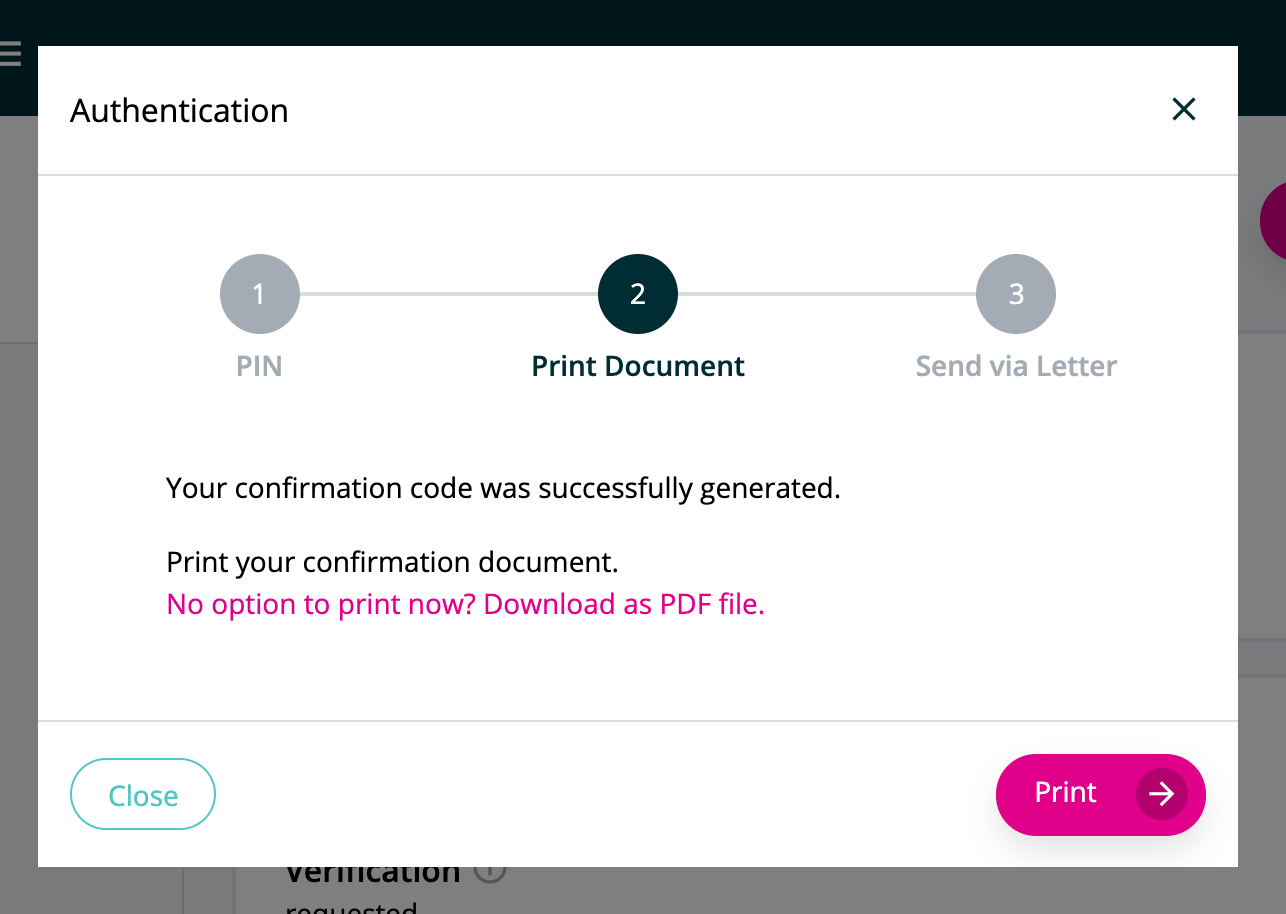 Authentication
1
2
3
PIN
Print Document
Send via Letter
Your confirmation code was successfully generated.
Print your confirmation document.
No option to print now? Download as PDF file.
Close
Print
Verification
requested